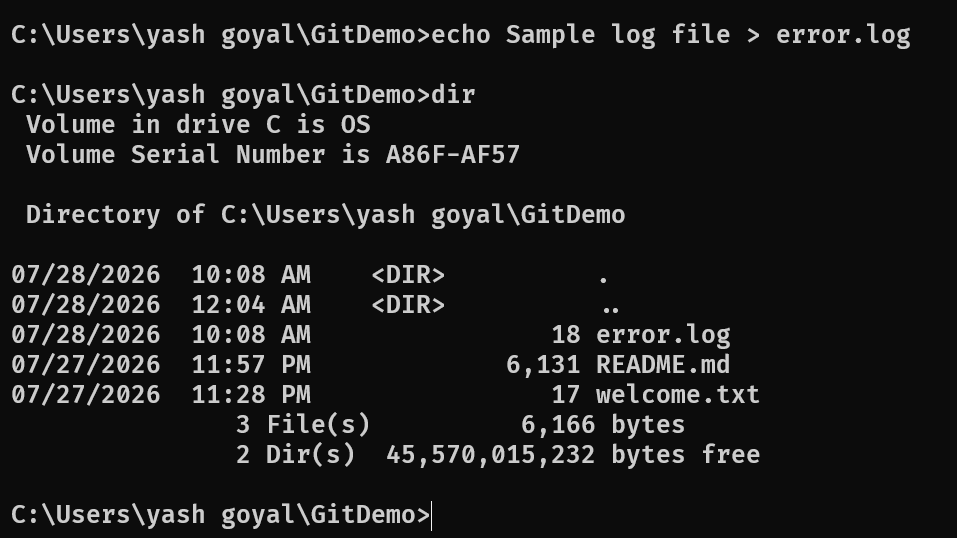 C:\Users\yash goyal\GitDemo>echo Sample log file > error.log
C:\Users\yash goyal\GitDemo>dir
 Volume in drive C is OS
 Volume Serial Number is A86F-AF57
 Directory of C:\Users\yash goyal\GitDemo
07/28/2026  10:08 AM    <DIR>          .
07/28/2026  12:04 AM    <DIR>          ..
07/28/2026  10:08 AM                18 error.log
07/27/2026  11:57 PM             6,131 README.md
07/27/2026  11:28 PM                17 welcome.txt
               3 File(s)          6,166 bytes
               2 Dir(s)  45,570,015,232 bytes free
C:\Users\yash goyal\GitDemo>